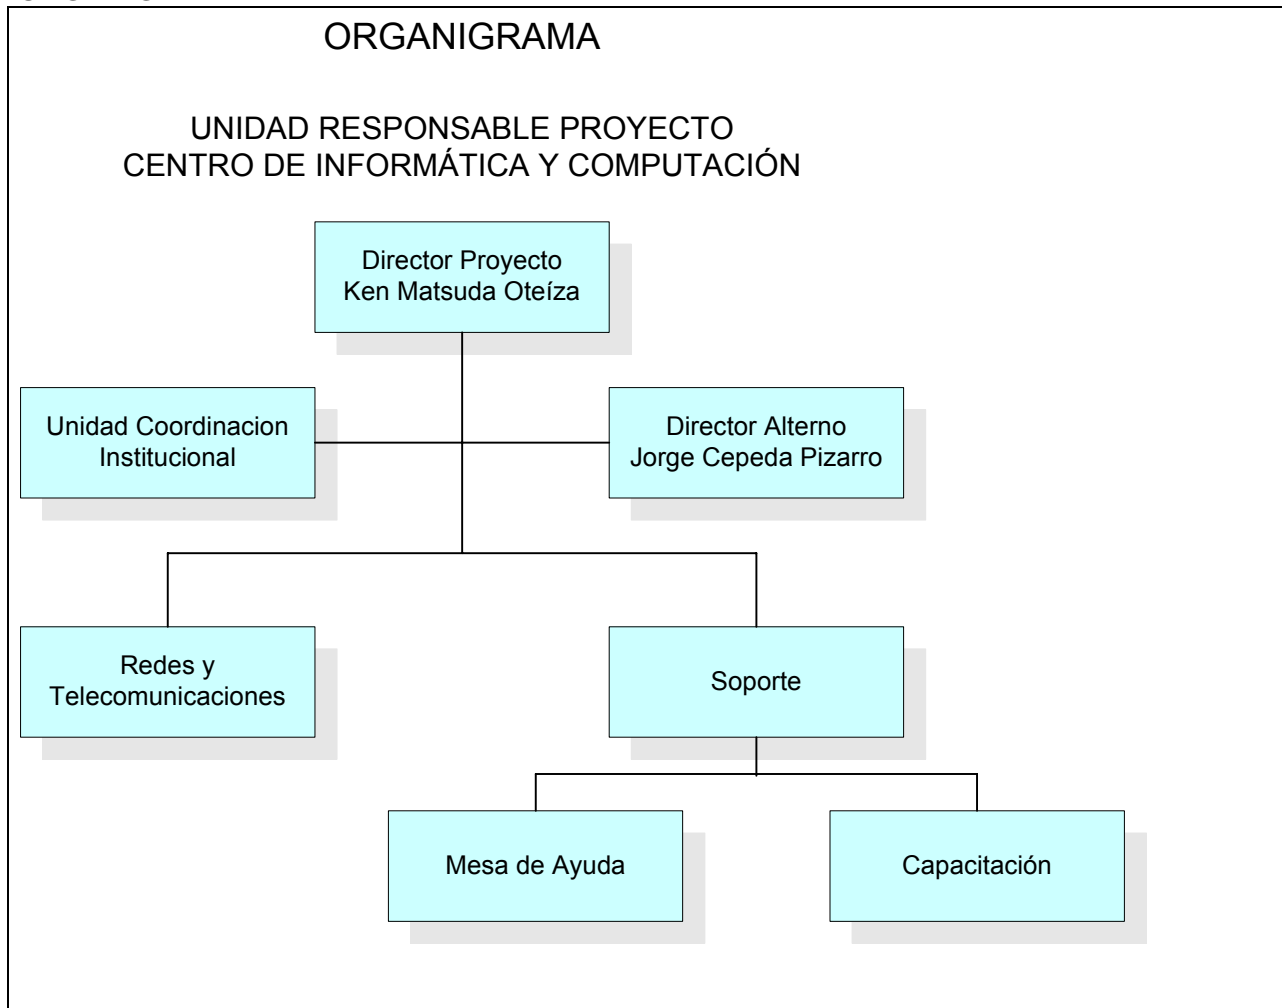 ORGANIGRAMA
UNIDAD RESPONSABLE PROYECTO
CENTRO DE INFORMÁTICA Y COMPUTACIÓN
Director Proyecto
Ken Matsuda Oteíza
Unidad Coordinacion
Institucional
Director Alterno
Jorge Cepeda Pizarro
Redes y
Telecomunicaciones
Soporte
Mesa de Ayuda
Capacitación